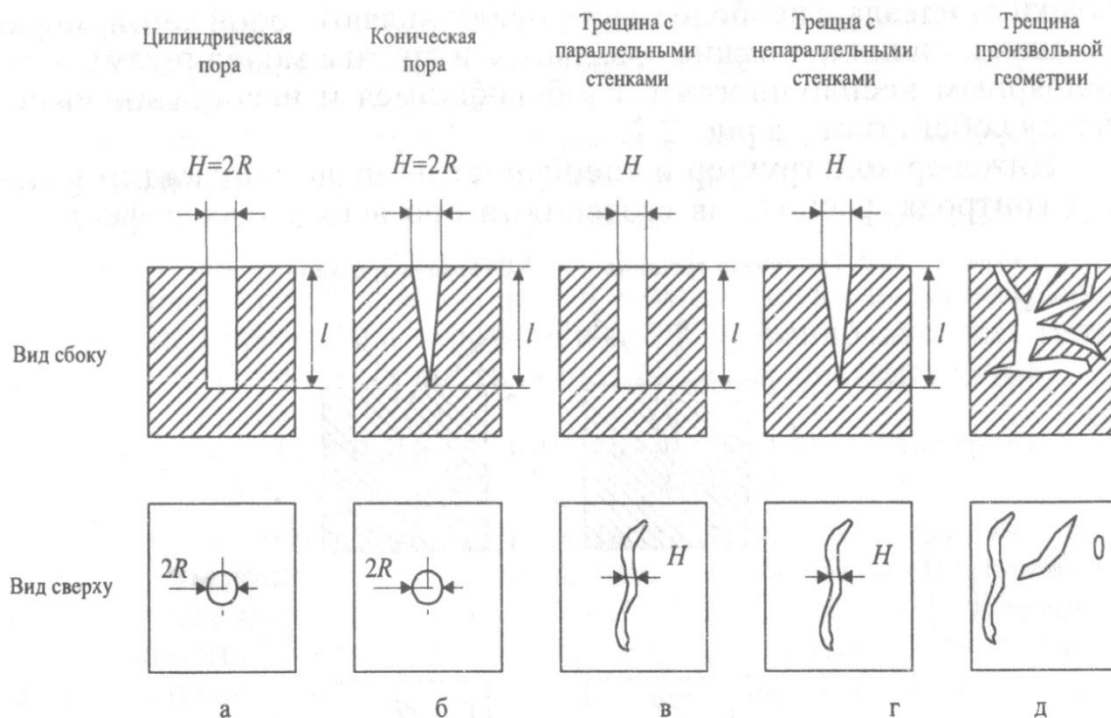 Цилиндрическая
пора
Коническая
пора
Трещина с
параллельными
стенками
Трещна с
непараллельными
стенками
Трещина
произвольной
геометрии
H=2R
H=2R
H
H
Вид сбоку
l
l
l
l
Вид сверху
2R
2R
H
H
а
б
в
г
д